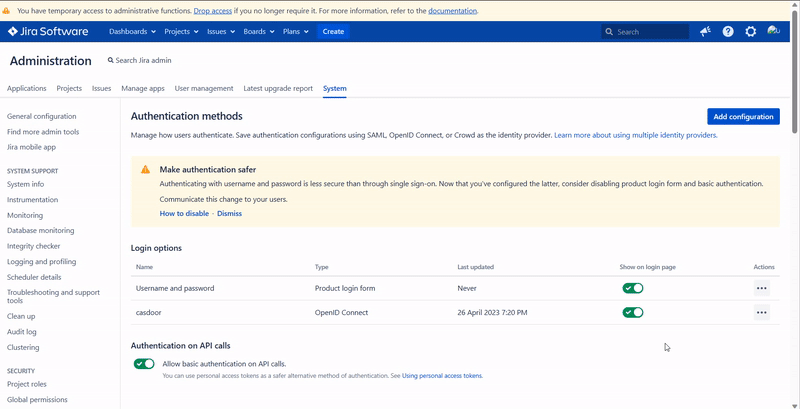 You have temporary access to administrative functions. Drop access if you no longer require it. For more information, refer to the documentation.
Jira Software Dashboards Projects Issues Boards Plans Create Search
Administration Search Jira admin
Applications Projects Issues Manage apps User management Latest upgrade report System
General configuration
Find more admin tools
Jira mobile app
SYSTEM SUPPORT
System info
Instrumentation
Monitoring
Database monitoring
Integrity checker
Logging and profiling
Scheduler details
Troubleshooting and support
tools
Clean up
Audit log
Clustering
SECURITY
Project roles
Global permissions
Authentication methods Add configuration
Manage how users authenticate. Save authentication configurations using SAML, OpenID Connect, or Crowd as the identity provider. Learn more about using multiple identity providers.
Make authentication safer
Authenticating with username and password is less secure than through single sign-on. Now that you've configured the latter, consider disabling product login form and basic authentication.
Communicate this change to your users.
How to disable · Dismiss
Login options
Name Type Last updated Show on login page Actions
Username and password Product login form Never
casdoor OpenID Connect 26 April 2023 7:20 PM
Authentication on API calls
Allow basic authentication on API calls.
You can use personal access tokens as a safer alternative method of authentication. See Using personal access tokens.